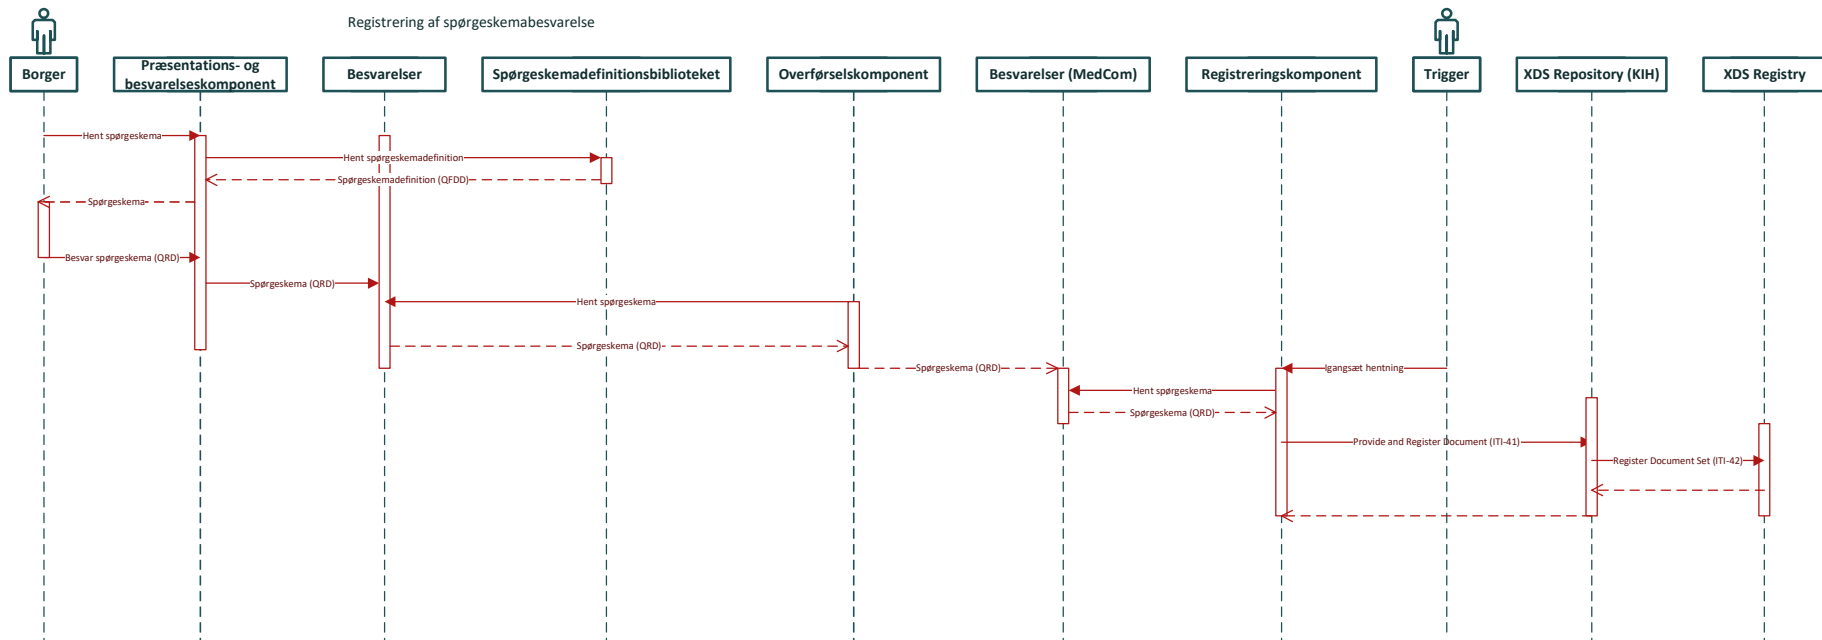 Registrering af spørgeskemabesvarelse
Borger
Præsentations- og
besvarelseskomponent
Besvarelser
Spørgeskemadefinitionsbiblioteket
Overførselskomponent
Besvarelser (MedCom)
Registreringskomponent
Trigger
XDS Repository (KIH)
XDS Registry
Hent spørgeskema
Hent spørgeskemadefinition
Spørgeskemadefinition (QFDD)
Spørgeskema
Besvar spørgeskema (QRD)
Spørgeskema (QRD)
Hent spørgeskema
Spørgeskema (QRD)
Spørgeskema (QRD)
Igangsæt hentning
Hent spørgeskema
Spørgeskema (QRD)
Provide and Register Document (ITI-41)
Register Document Set (ITI-42)